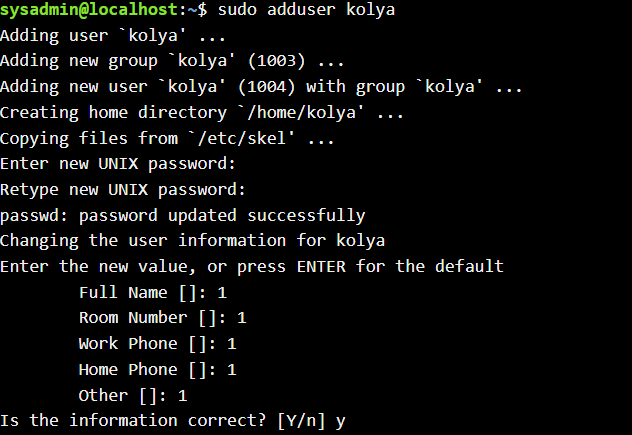 sysadmin@localhost:~$ sudo adduser kolya
Adding user `kolya' ...
Adding new group `kolya' (1003) ...
Adding new user `kolya' (1004) with group `kolya' ...
Creating home directory `/home/kolya' ...
Copying files from `/etc/skel' ...
Enter new UNIX password:
Retype new UNIX password:
passwd: password updated successfully
Changing the user information for kolya
Enter the new value, or press ENTER for the default
Full Name []: 1
Room Number []: 1
Work Phone []: 1
Home Phone []: 1
Other []: 1
Is the information correct? [Y/n] y